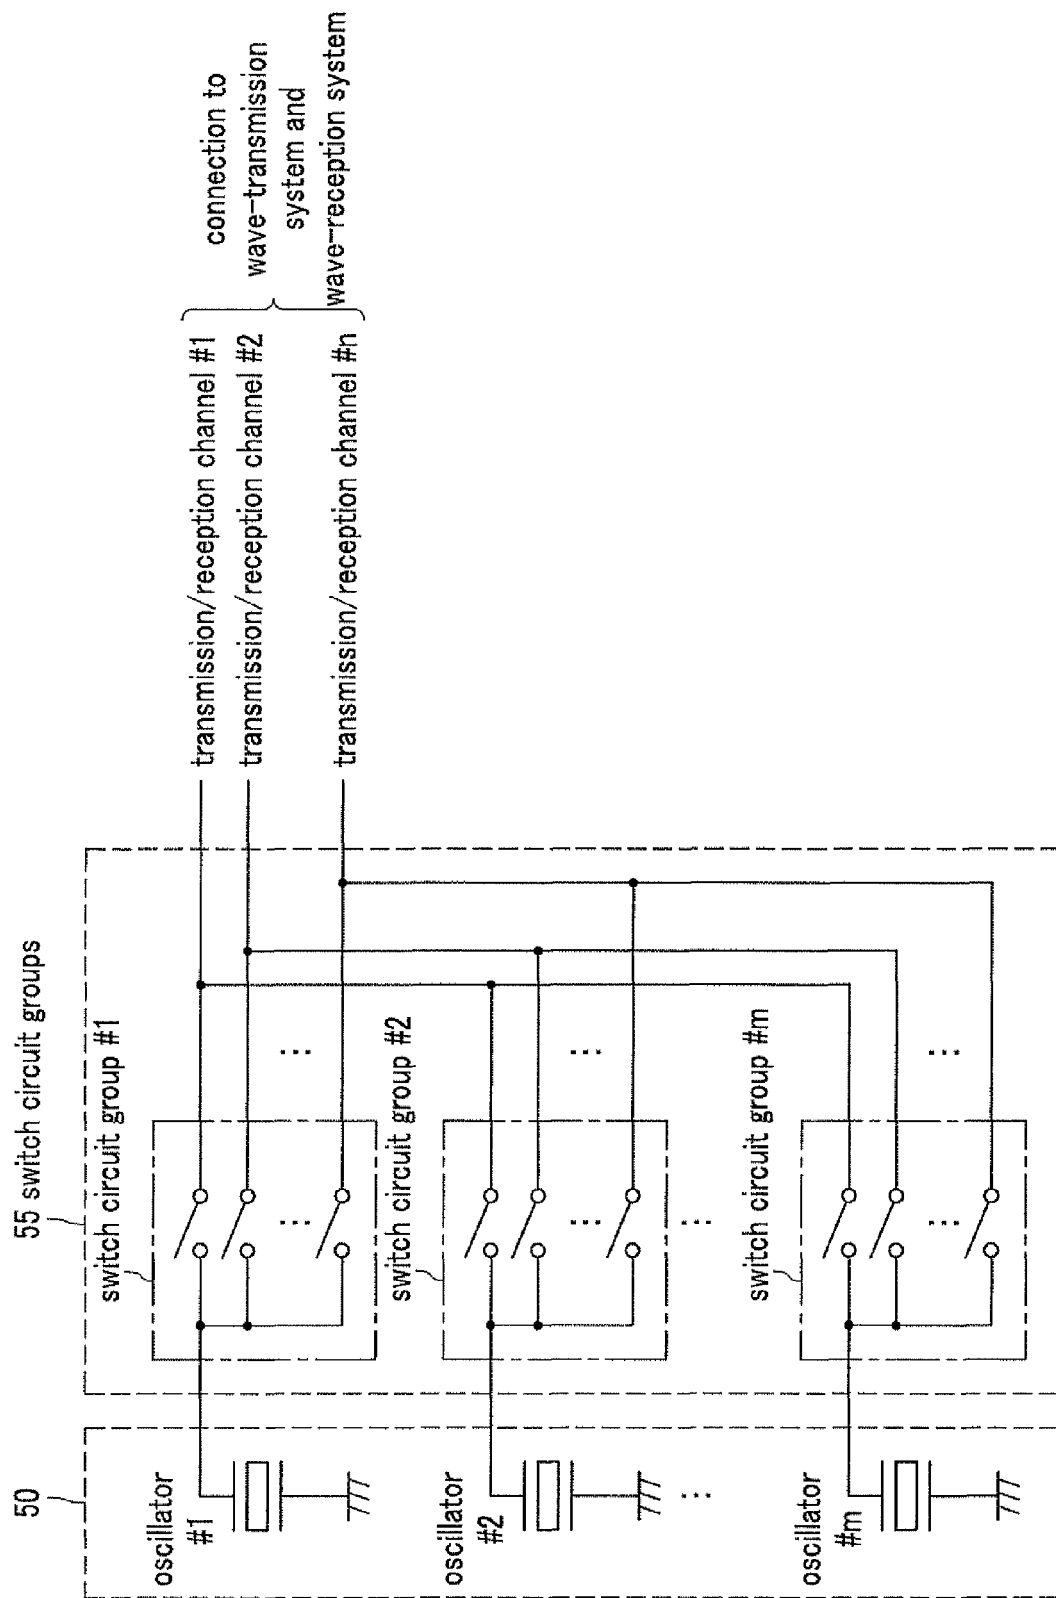 50
55 switch circuit groups
oscillator
#1
switch circuit group #1
...
...
transmission/reception channel #1
transmission/reception channel #2
transmission/reception channel #n
connection to
wave-transmission
system and
wave-reception system
oscillator
#2
switch circuit group #2
...
...
...
...
oscillator
#m
switch circuit group #m
...
...